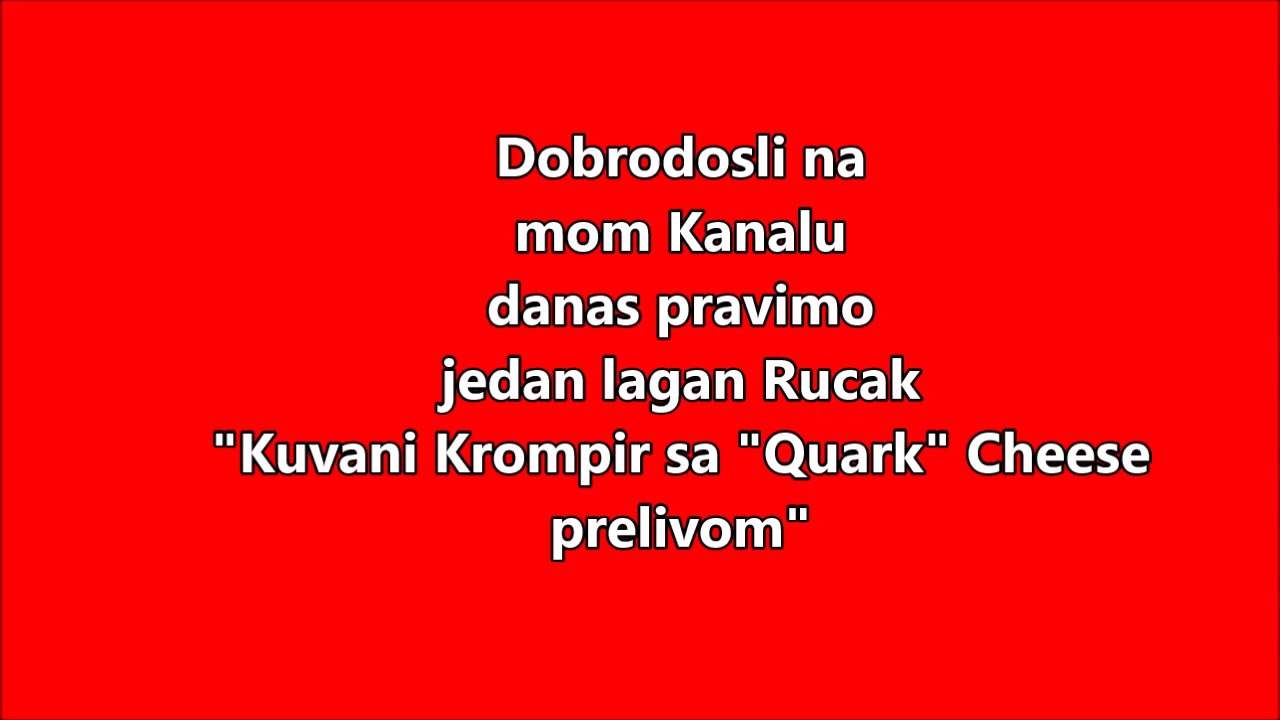 Dobrodosli na
mom Kanalu
danas pravimo
jedan lagan Rucak
"Kuvani Krompir sa "Quark" Cheese
prelivom"